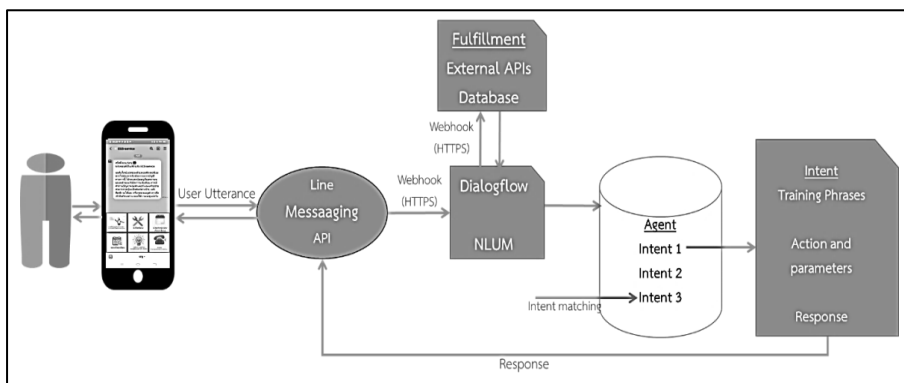 Fulfillment
External APIs
Database
Webhook
(HTTPS)
User Utterance
Line
Messaaging
API
Webhook
(HTTPS)
Dialogflow
NLUM
Agent
Intent 1
Intent 2
Intent 3
Intent matching
Intent
Training Phrases
Action and
parameters
Response
Response